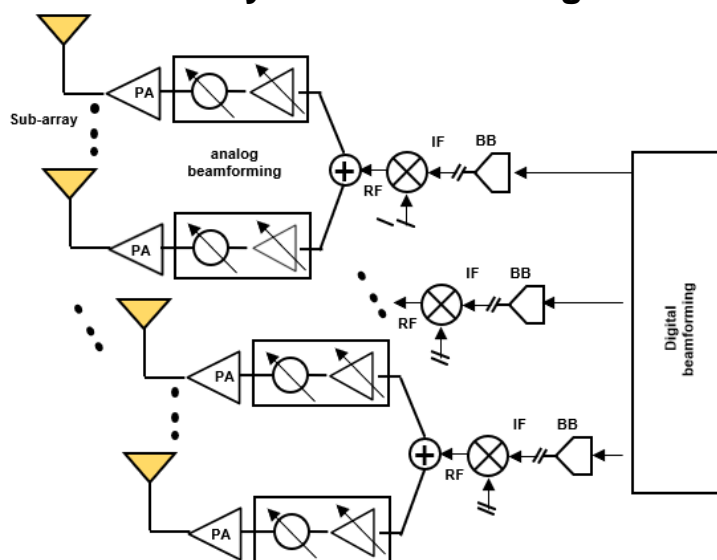 PA
Sub-array
analog
beamforming
RF
IF
BB
PA
RF
IF
BB
PA
RF
IF
BB
PA
Digital
beamforming